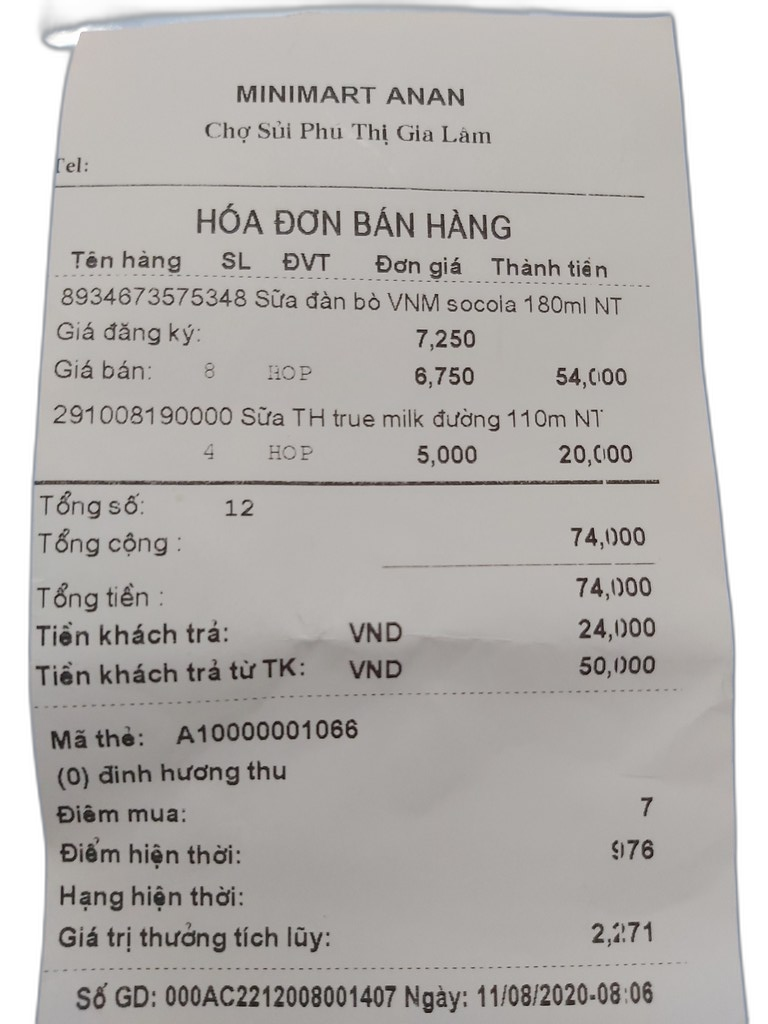 MINIMART ANAN
Chợ Sủi Phú Thị Gia Lâm
Tel:
HÓA ĐƠN BÁN HÀNG
Tên hàng SL ĐVT Đơn giá Thành tiền
8934673575348 Sữa đàn bò VNM socola 180ml NT
Giá đăng ký: 7,250
Giá bán: 8 HOP 6,750 54,000
291008190000 Sữa TH true milk đường 110m NT
4 HOP 5,000 20,000
Tổng số: 12
Tổng cộng : 74,000
Tổng tiền : 74,000
Tiền khách trả: VND 24,000
Tiền khách trả từ TK: VND 50,000
Mã thẻ: A10000001066
(0) đinh hương thu
Điểm mua: 7
Điểm hiện thời: 976
Hạng hiện thời:
Giá trị thưởng tích lũy: 2,271
Số GD: 000AC2212008001407 Ngày: 11/08/2020-08:06